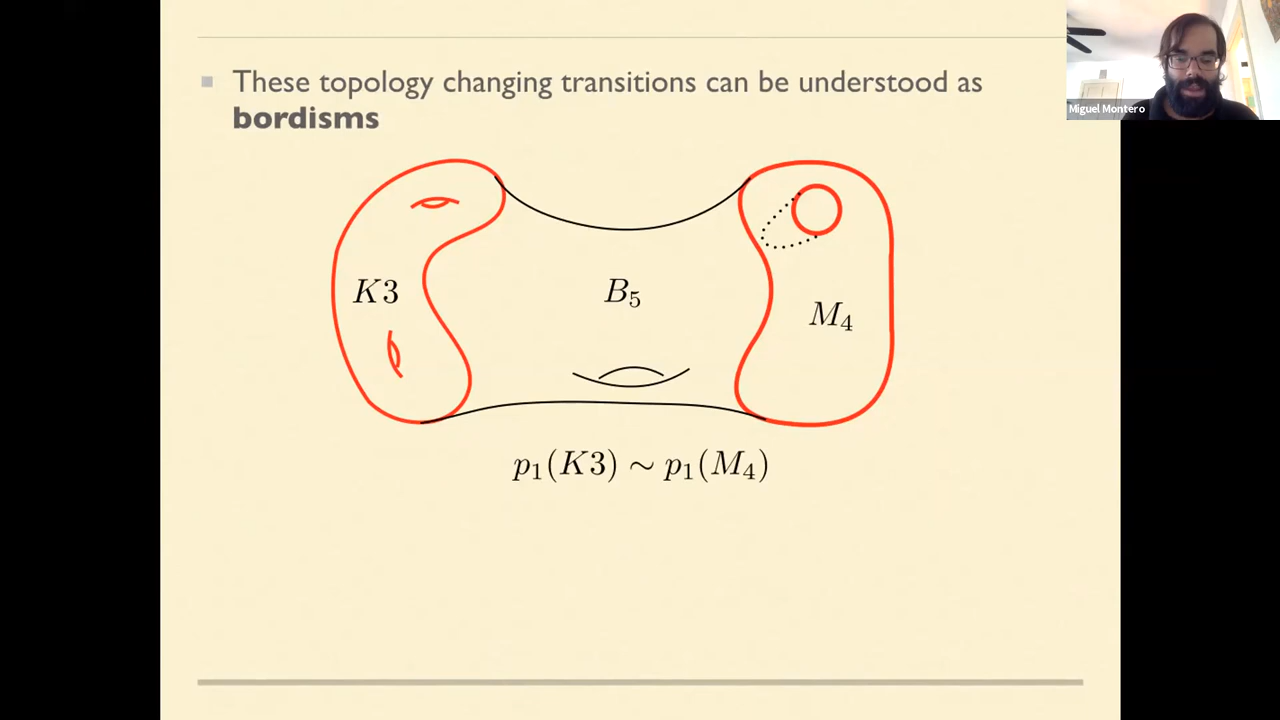 These topology changing transitions can be understood as
bordisms
Miguel Montero
K3
B₅
M₄
p₁(K3) ∼ p₁(M₄)